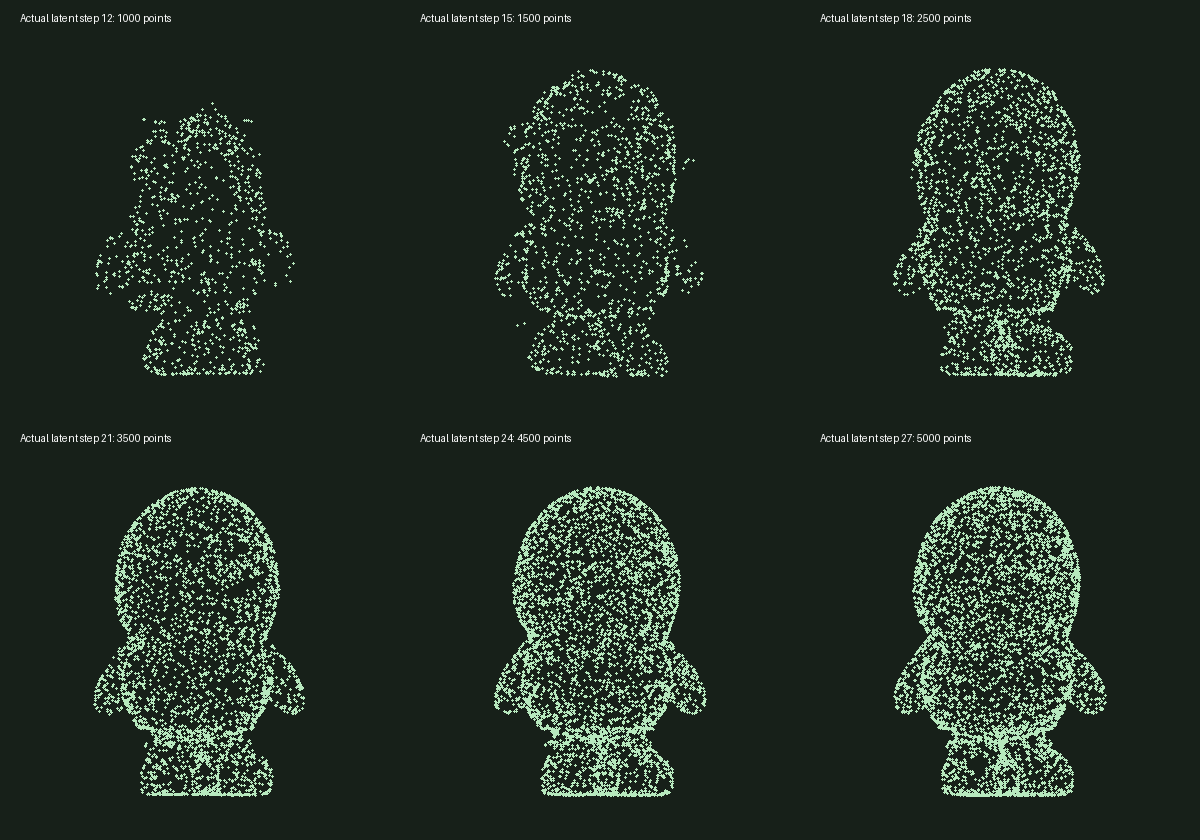 Actual latent step 12: 1000 points
Actual latent step 15: 1500 points
Actual latent step 18: 2500 points
Actual latent step 21: 3500 points
Actual latent step 24: 4500 points
Actual latent step 27: 5000 points